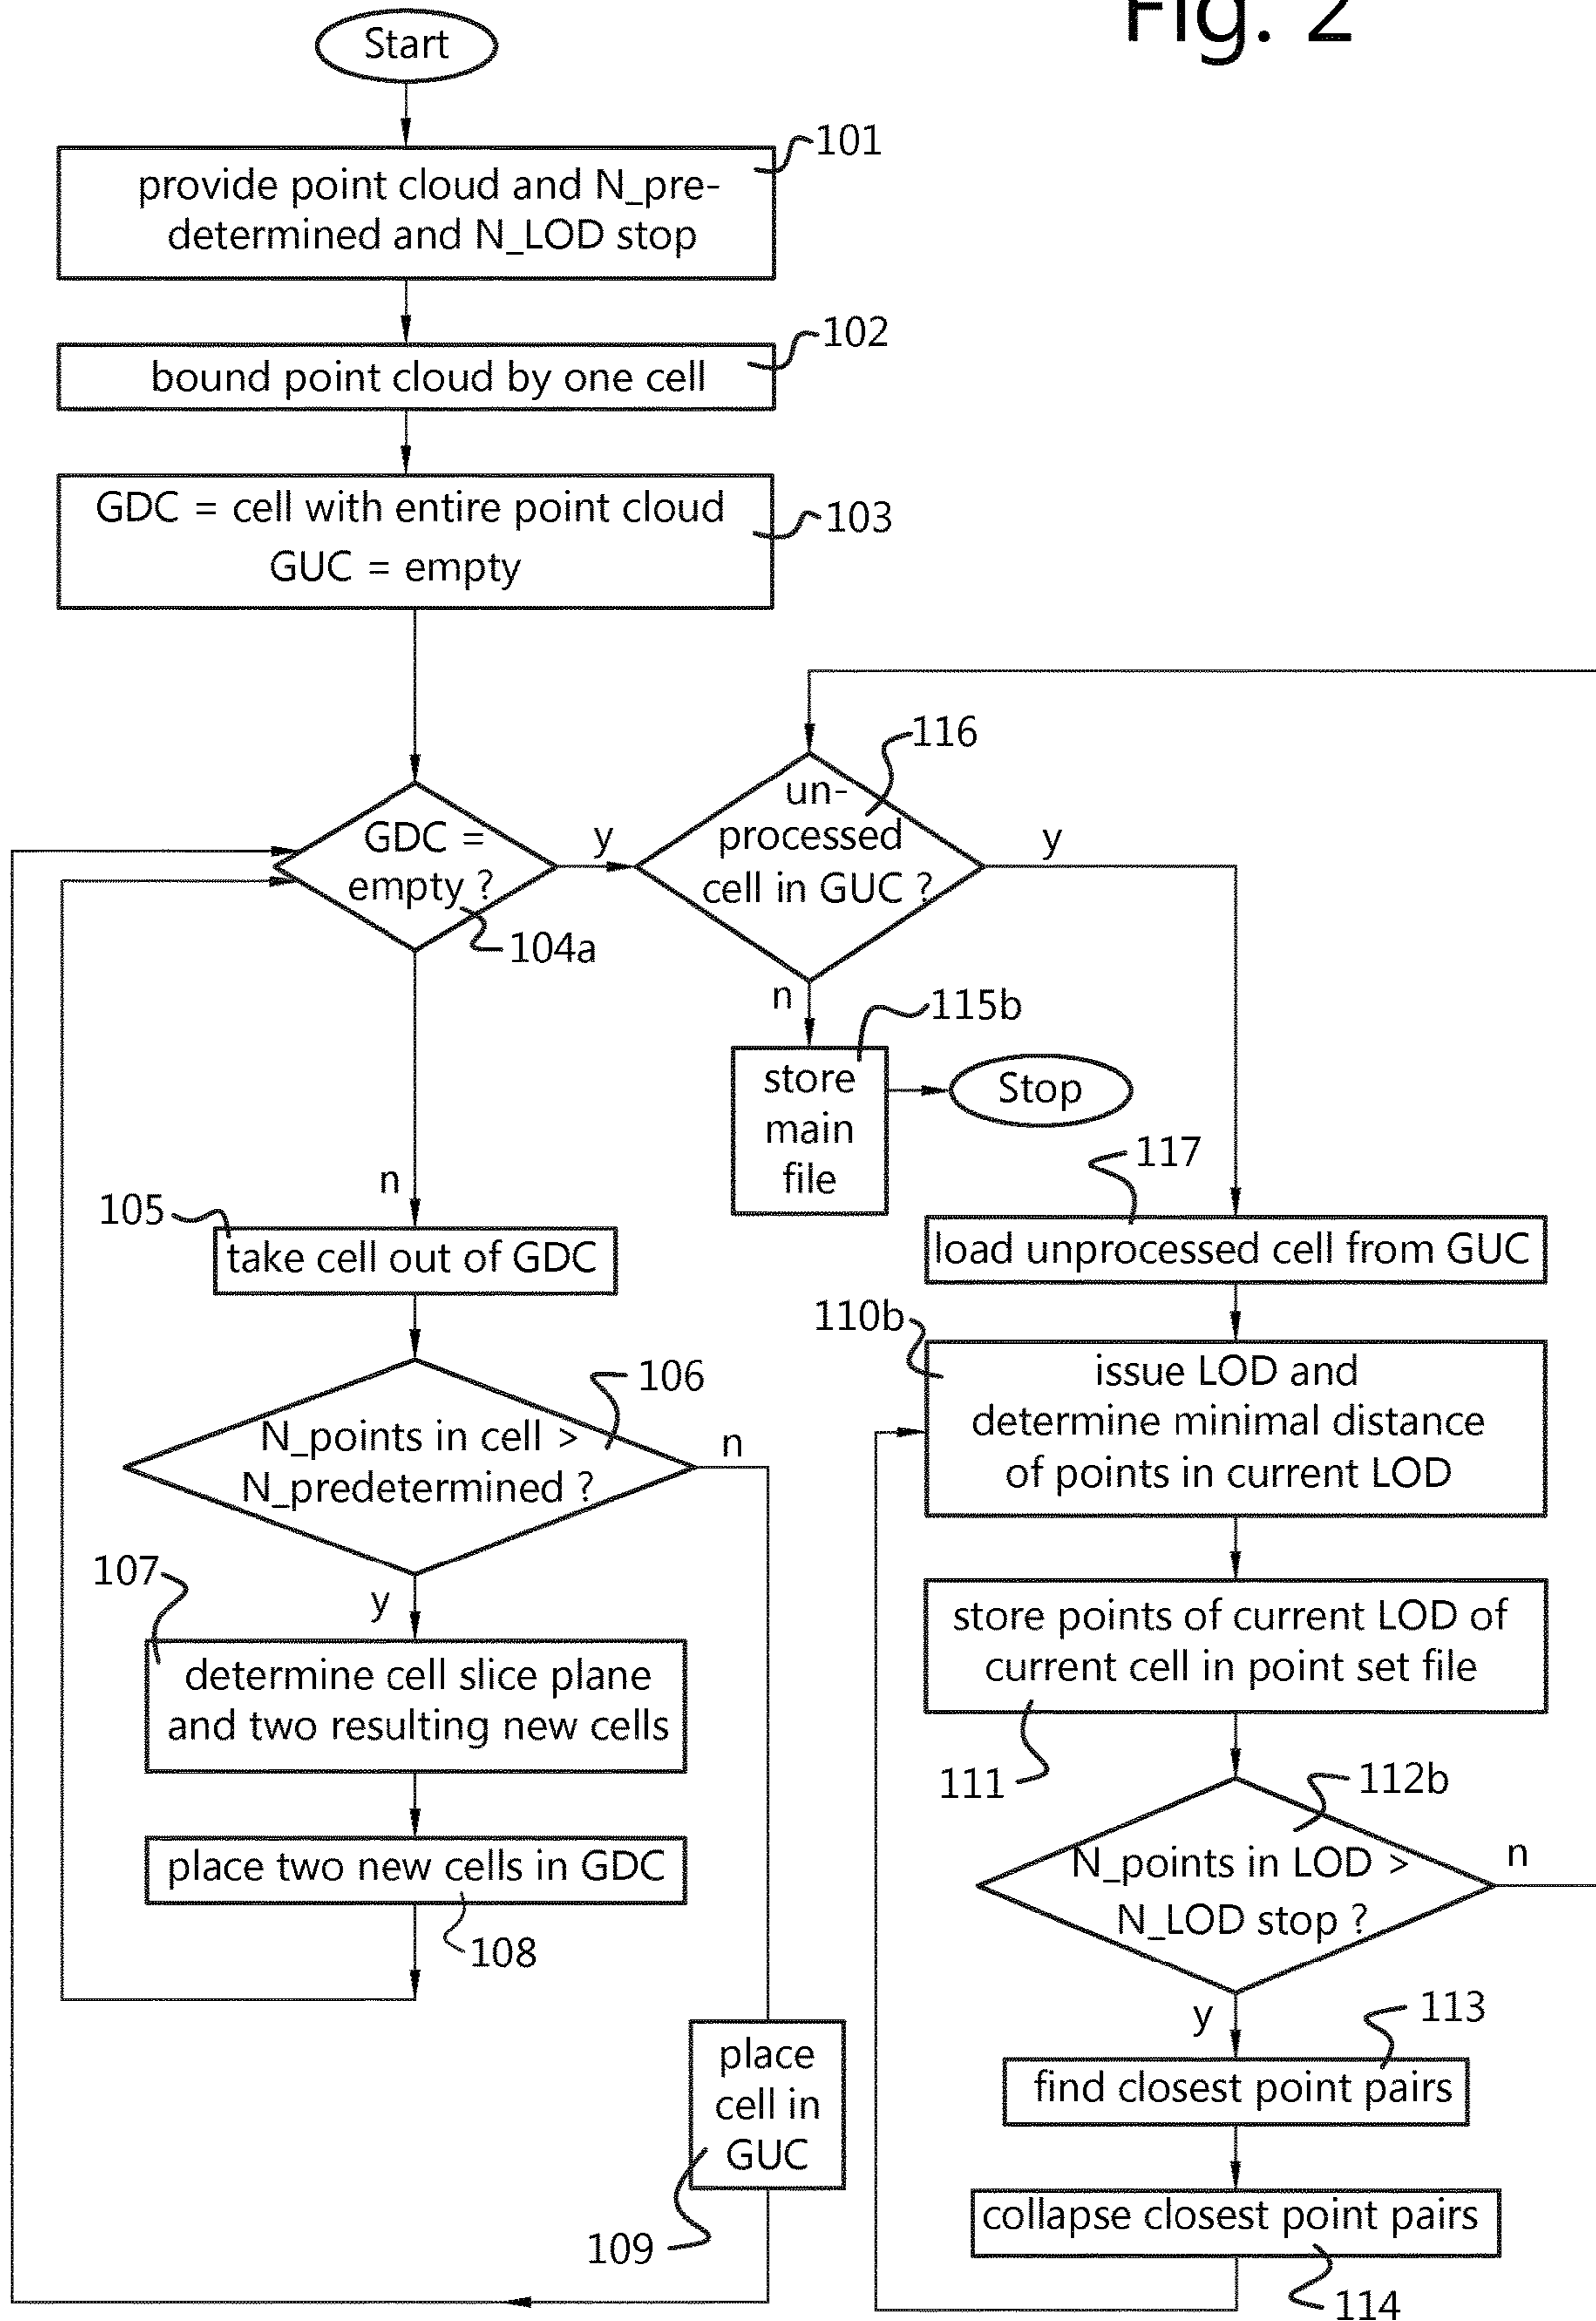 Fig. 2
Start
101
provide point cloud and N_pre-
determined and N_LOD stop
102
bound point cloud by one cell
103
GDC = cell with entire point cloud
GUC = empty
116
un-
processed
cell in GUC ?
y
GDC =
empty ?
y
104a
n
115b
store
main
file
Stop
n
105
take cell out of GDC
106
N_points in cell >
N_predetermined ?
n
107
y
determine cell slice plane
and two resulting new cells
place two new cells in GDC
108
place
cell in
GUC
109
117
load unprocessed cell from GUC
110b
issue LOD and
determine minimal distance
of points in current LOD
store points of current LOD of
current cell in point set file
111
112b
N_points in LOD >
N_LOD stop ?
n
y
113
find closest point pairs
collapse closest point pairs
114